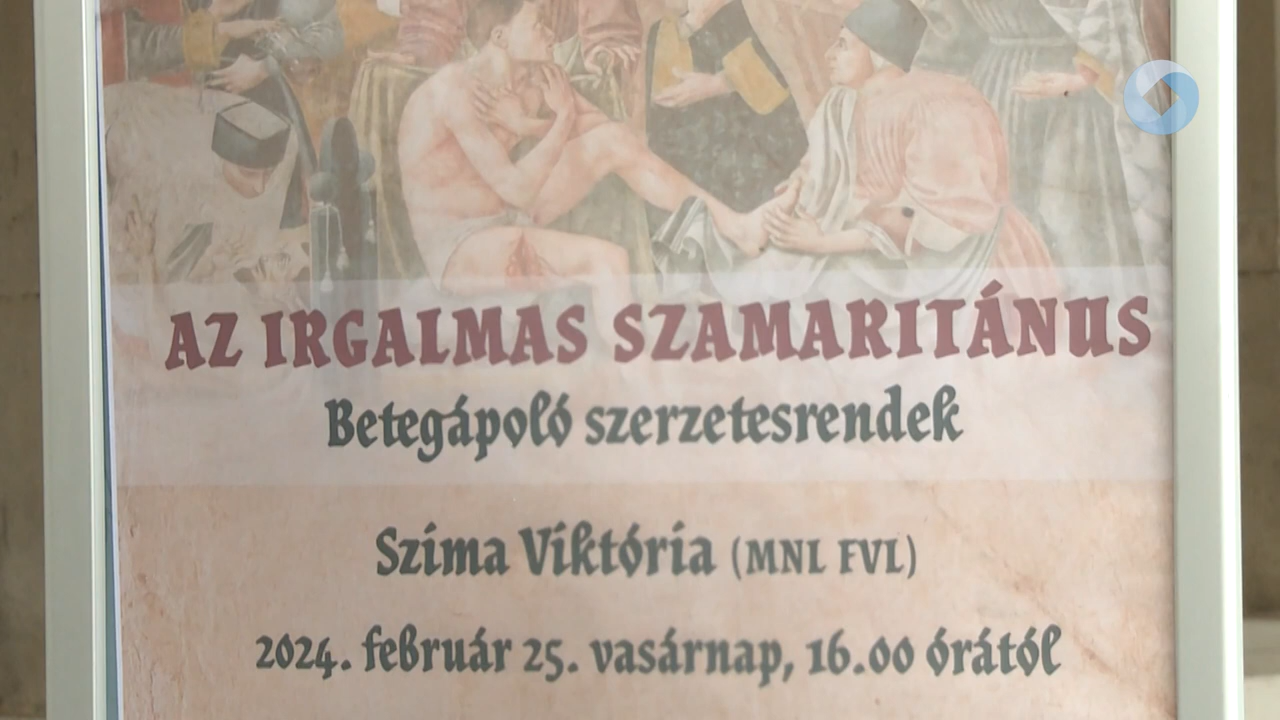 AZ IRGALMAS SZAMARITÁNUS
Betegápoló szerzetesrendek
Szima Viktória (MNL FVL)
2024. február 25. vasárnap, 16.00 órától